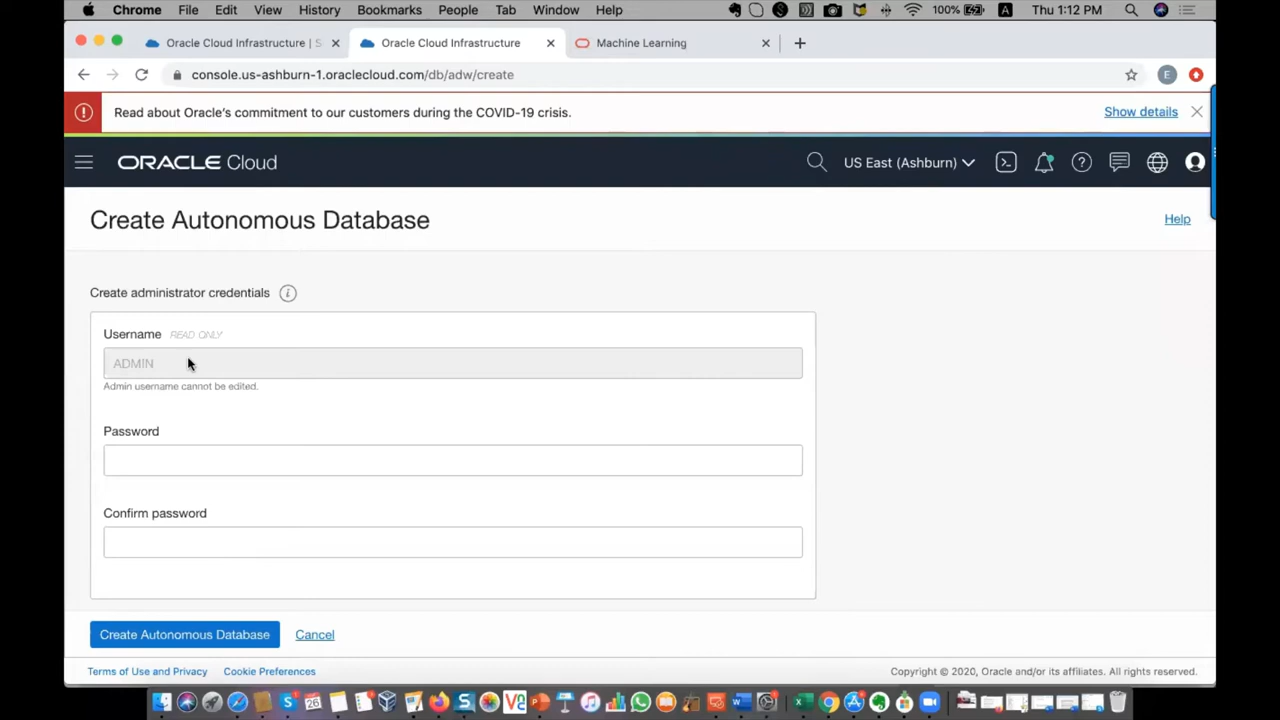 Chrome File Edit View History Bookmarks People Tab Window Help 100% A Thu 1:12 PM
Oracle Cloud Infrastructure | S
Oracle Cloud Infrastructure
Machine Learning
console.us-ashburn-1.oraclecloud.com/db/adw/create
E
Read about Oracle's commitment to our customers during the COVID-19 crisis.
Show details
ORACLE Cloud
US East (Ashburn)
Create Autonomous Database
Help
Create administrator credentials
Username READ ONLY
ADMIN
Admin username cannot be edited.
Password
Confirm password
Create Autonomous Database
Cancel
Terms of Use and Privacy
Cookie Preferences
Copyright © 2020, Oracle and/or its affiliates. All rights reserved.